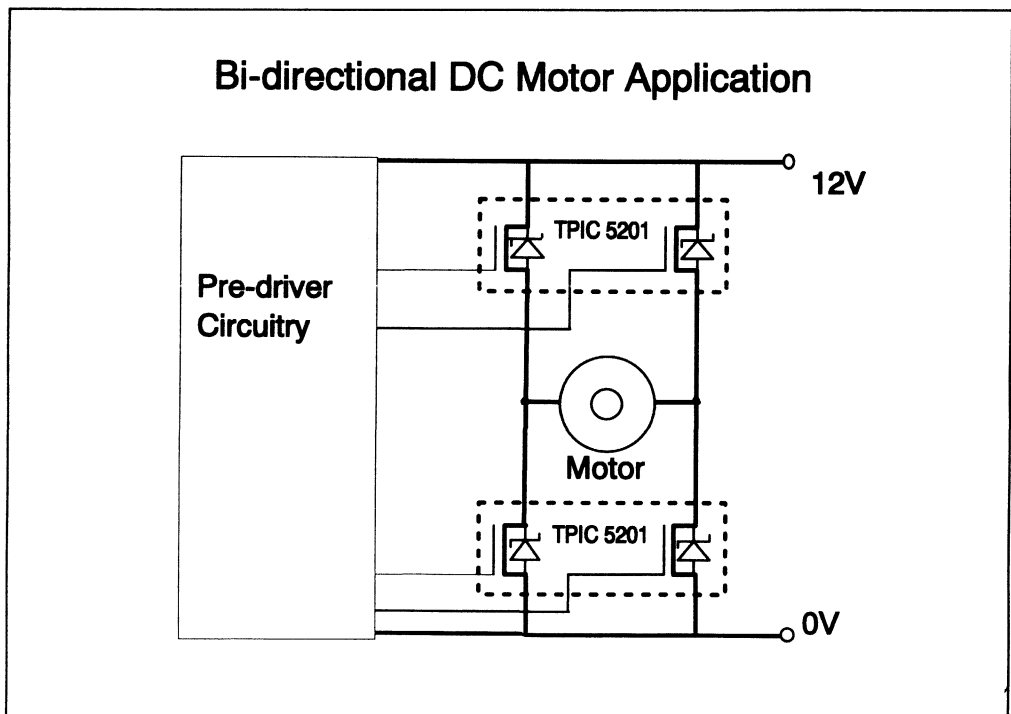 Bi-directional DC Motor Application
12V
TPIC 5201
Pre-driver
Circuitry
Motor
TPIC 5201
0V